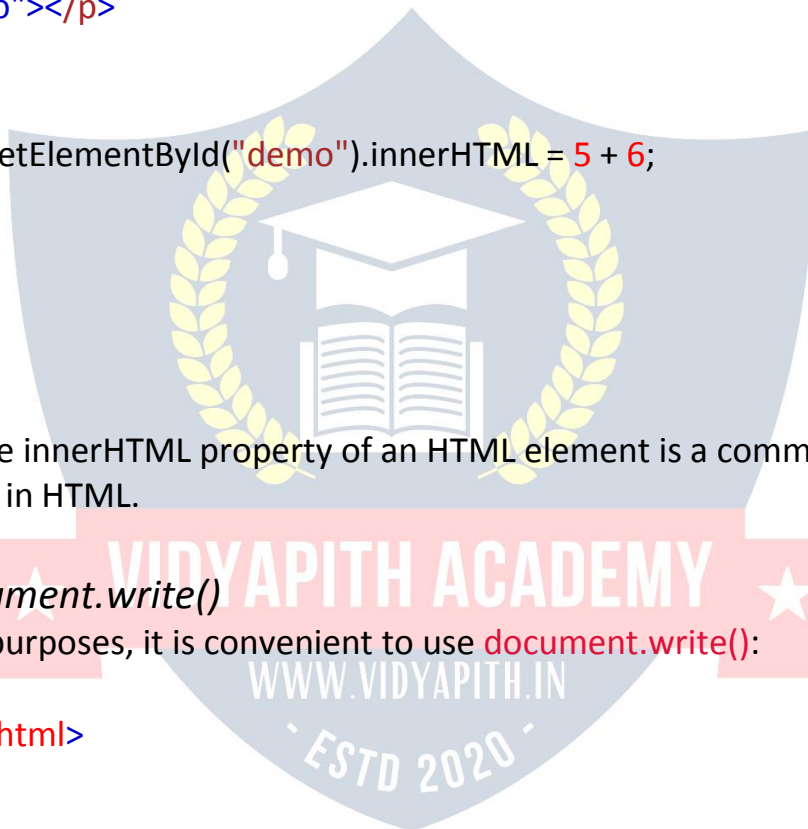 o"></p>
etElementById("demo").innerHTML = 5 + 6;
e innerHTML property of an HTML element is a comm
in HTML.
VIDYAPITH ACADEMY
ument.write()
purposes, it is convenient to use document.write():
WWW.VIDYAPITH.IN
html>
- ESTD 2020 -